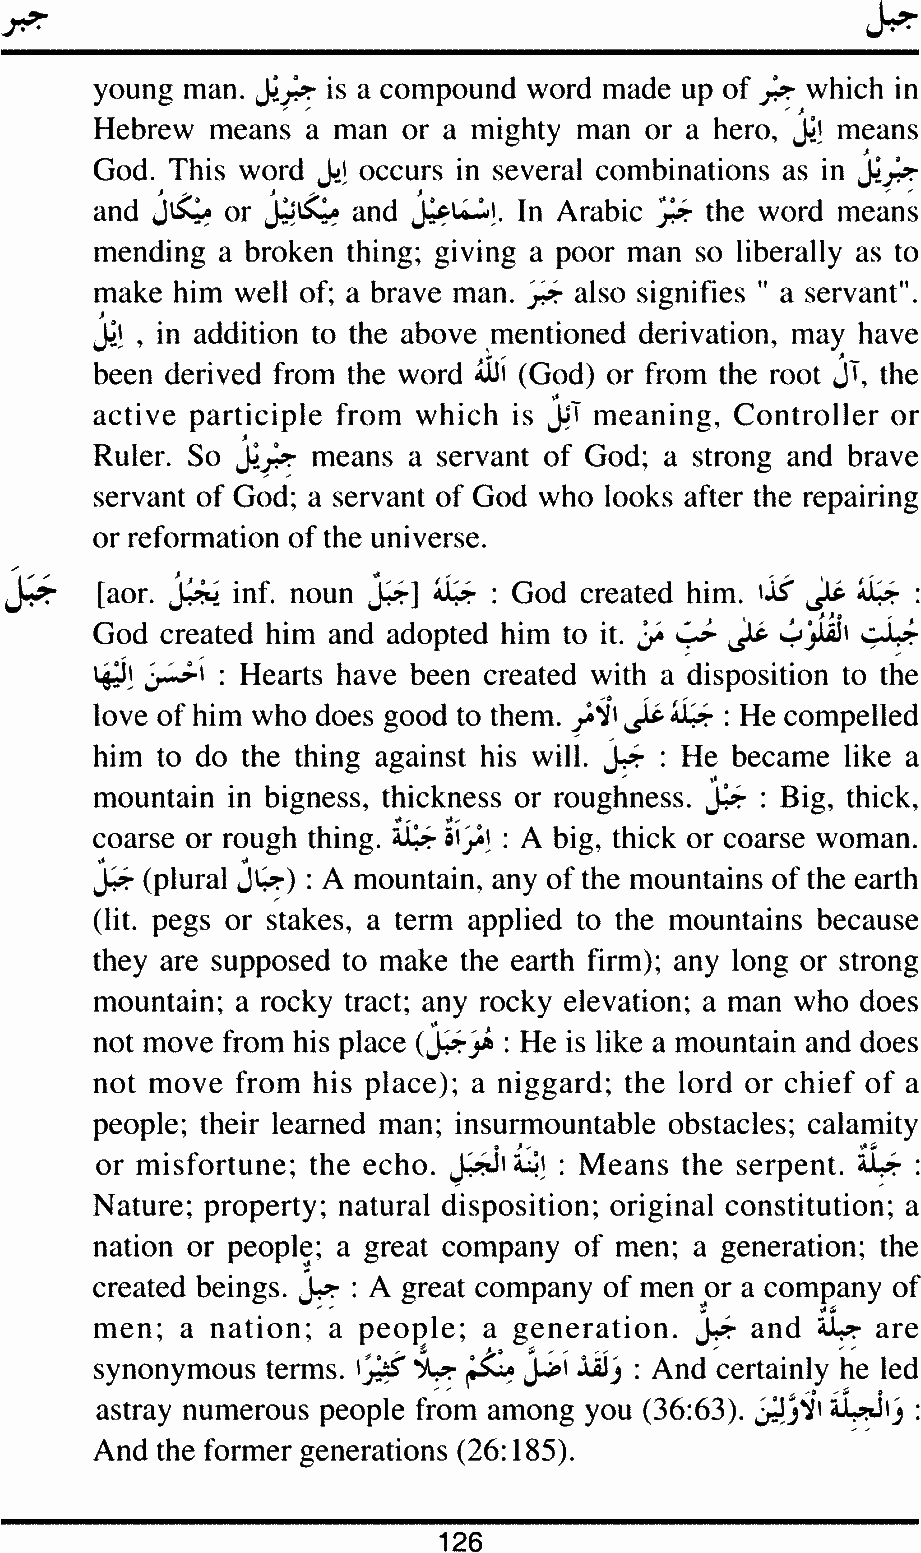 جبر جبل
young man. جِبْرِيْل is a compound word made up of جِبْر which in
Hebrew means a man or a mighty man or a hero, اِيْلُ means
God. This word اِيل occurs in several combinations as in جِبْرِيْلُ
and مِيْكَالُ or مِيْكَائِيْلُ and اِسْمَاعِيْلُ. In Arabic جَبْرٌ the word means
mending a broken thing; giving a poor man so liberally as to
make him well of; a brave man. جَبَرَ also signifies " a servant".
اِيْلُ , in addition to the above mentioned derivation, may have
been derived from the word اَللّٰهُ (God) or from the root آلُ, the
active participle from which is آئِلٌ meaning, Controller or
Ruler. So جِبْرِيْلُ means a servant of God; a strong and brave
servant of God; a servant of God who looks after the repairing
or reformation of the universe.
جَبَلَ [aor. يَجْبُلُ inf. noun جَبْلٌ] جَبَلَهُ : God created him. جَبَلَهُ عَلٰى كَذَا :
God created him and adopted him to it. جُبِلَتِ الْقُلُوْبُ عَلٰى حُبِّ مَنْ
اَحْسَنَ اِلَيْهَا : Hearts have been created with a disposition to the
love of him who does good to them. جَبَلَهُ عَلَى الْاَمْرِ : He compelled
him to do the thing against his will. جَبِلَ : He became like a
mountain in bigness, thickness or roughness. جَبْلٌ : Big, thick,
coarse or rough thing. اِمْرَاَةٌ جَبْلَةٌ : A big, thick or coarse woman.
جَبَلٌ (plural جِبَالٌ) : A mountain, any of the mountains of the earth
(lit. pegs or stakes, a term applied to the mountains because
they are supposed to make the earth firm); any long or strong
mountain; a rocky tract; any rocky elevation; a man who does
not move from his place (هُوَ جَبَلٌ : He is like a mountain and does
not move from his place); a niggard; the lord or chief of a
people; their learned man; insurmountable obstacles; calamity
or misfortune; the echo. اِبْنَةُ الْجَبَلِ : Means the serpent. جِبِلَّةٌ :
Nature; property; natural disposition; original constitution; a
nation or people; a great company of men; a generation; the
created beings. جِبِلٌّ : A great company of men or a company of
men; a nation; a people; a generation. جِبِلٌّ and جِبِلَّةٌ are
synonymous terms. وَلَقَدْ اَضَلَّ مِنْكُمْ جِبِلًّا كَثِيْرًا : And certainly he led
astray numerous people from among you (36:63). وَالْجِبِلَّةَ الْاَوَّلِيْنَ :
And the former generations (26:185).
126